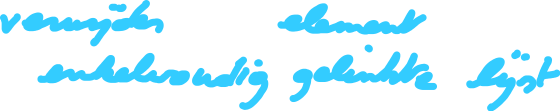 verwijder element
enkelvoudig gelinkte lijst